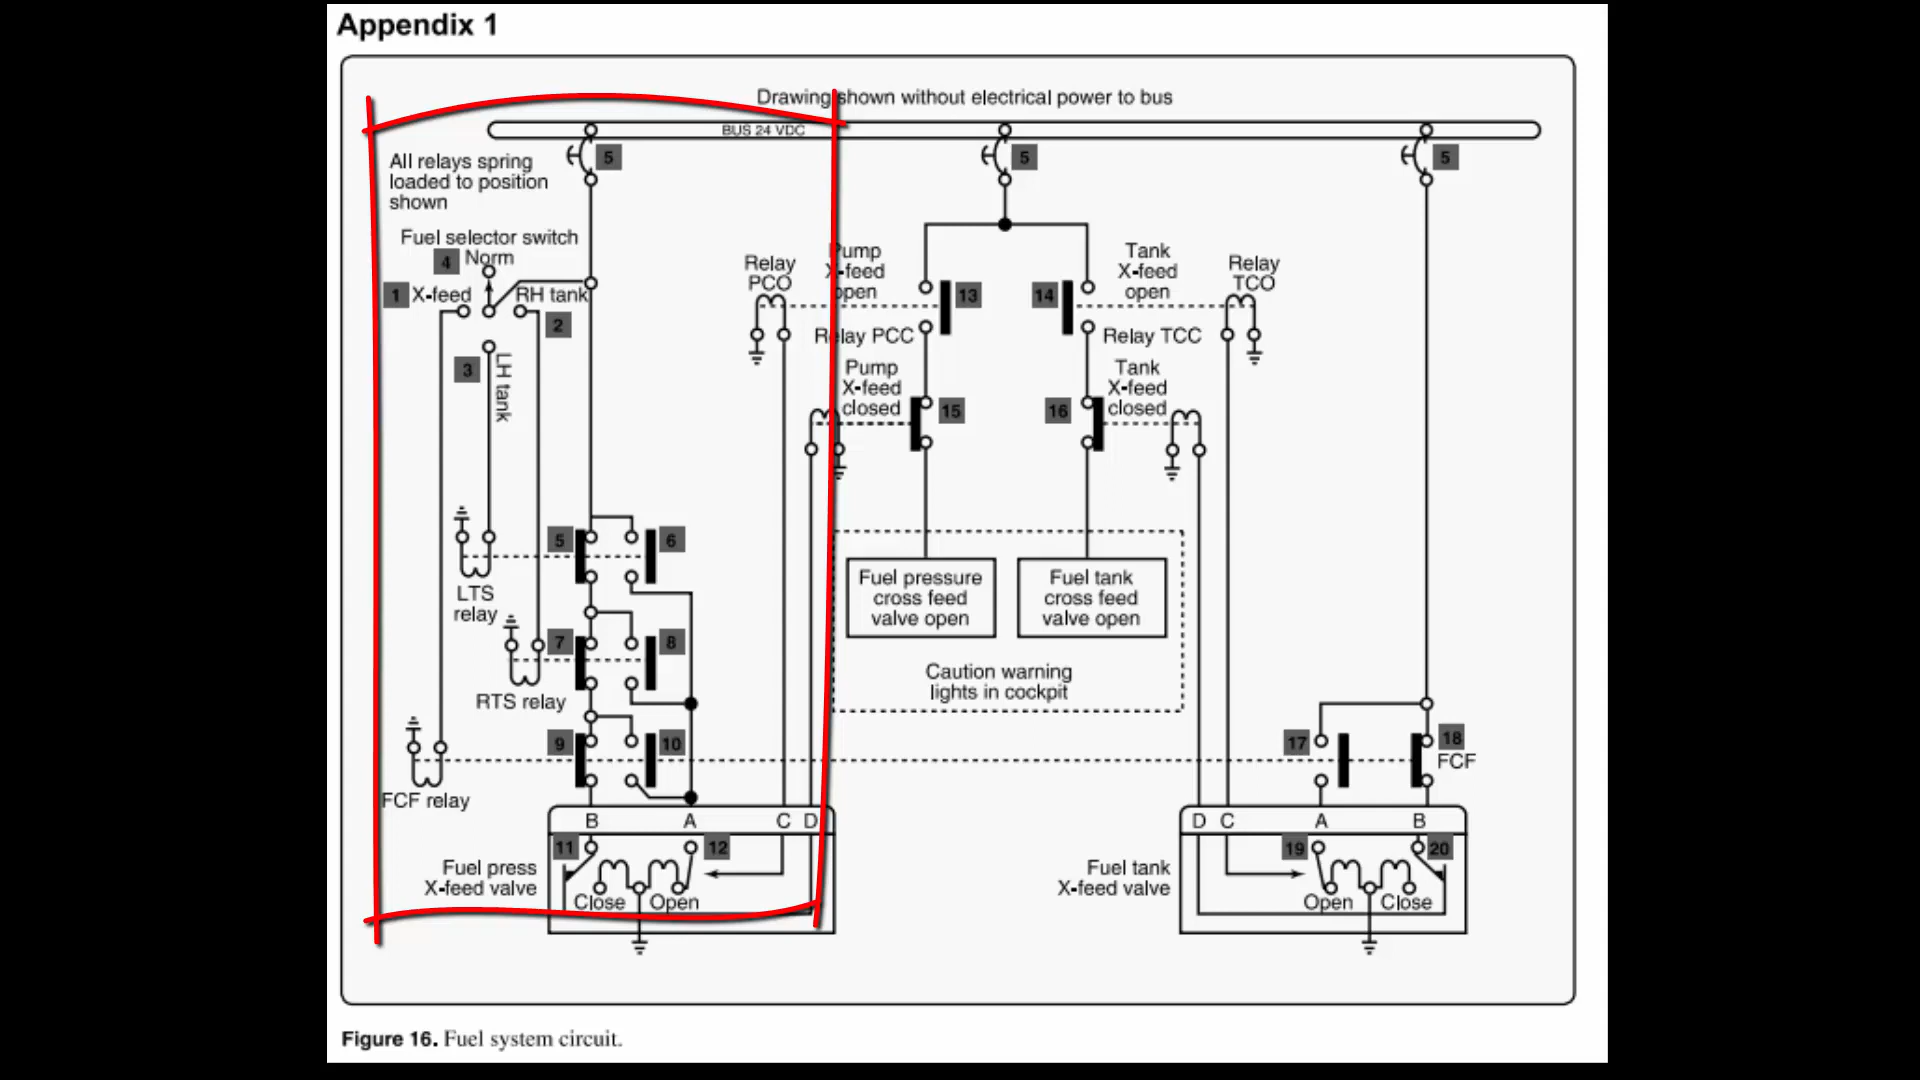 Appendix 1
Drawing shown without electrical power to bus
BUS 24 VDC
5
5
5
All relays spring
loaded to position
shown
Fuel selector switch
4 Norm
1 X-feed
RH tank
2
3
LH tank
Relay
PCO
Pump
X-feed
open
13
Relay PCC
Pump
X-feed
closed
15
Tank
X-feed
open
14
Relay
TCO
Relay TCC
Tank
X-feed
closed
16
5
6
LTS
relay
7
8
RTS relay
9
10
FCF relay
Fuel pressure
cross feed
valve open
Fuel tank
cross feed
valve open
Caution warning
lights in cockpit
17
18
FCF
B A C D
11
12
Fuel press
X-feed valve
Close Open
D C A B
19
20
Fuel tank
X-feed valve
Open Close
Figure 16. Fuel system circuit.